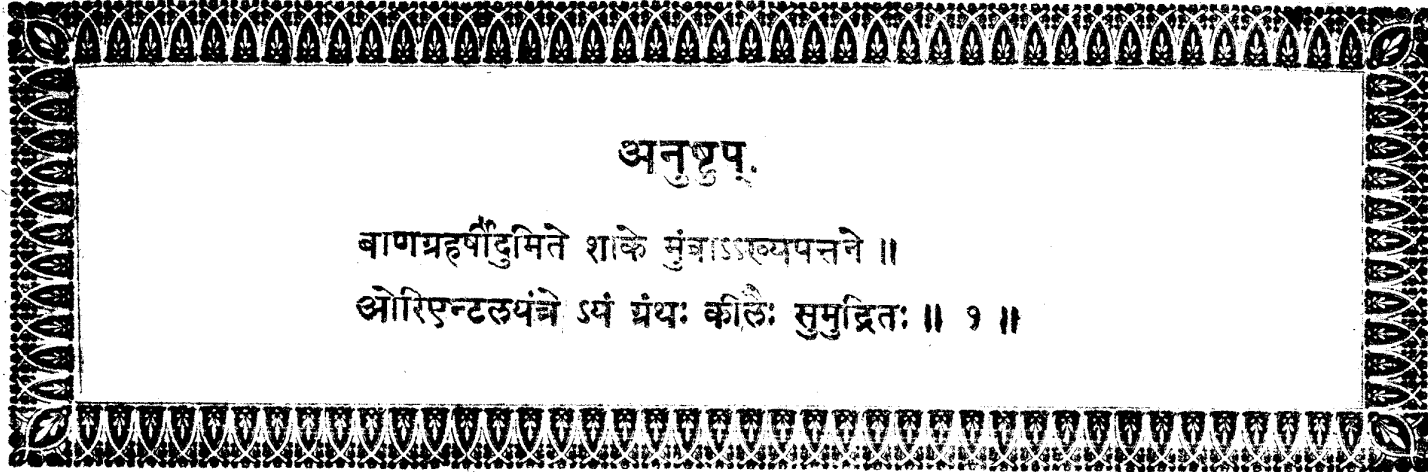 अनुष्टुप्.
बाणग्रहर्षींदुमिते शाके मुंबाऽऽख्यपत्तने ॥
ओरिएन्टलयंत्रे ऽयं ग्रंथः कीलैः सुमुद्रितः ॥ १ ॥